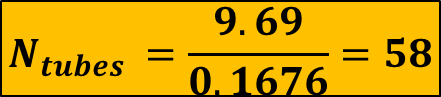 N_tubes = 9.69 / 0.1676 = 58